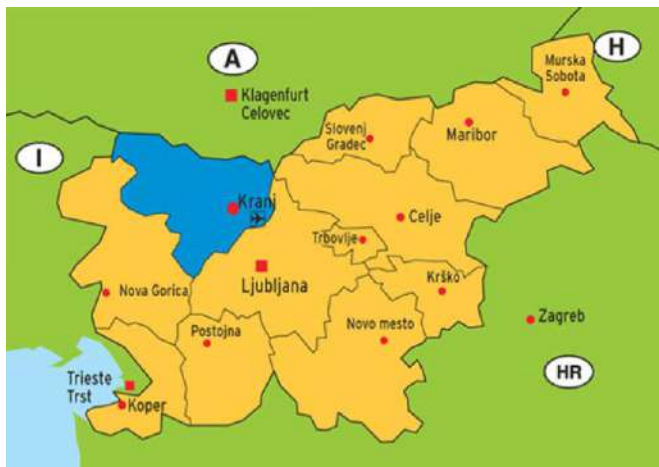 A
H
I
HR
Klagenfurt
Celovec
Murska
Sobota
Slovenj
Gradec
Maribor
Kranj
Celje
Trbovlje
Ljubljana
Krško
Nova Gorica
Postojna
Novo mesto
Zagreb
Trieste
Trst
Koper